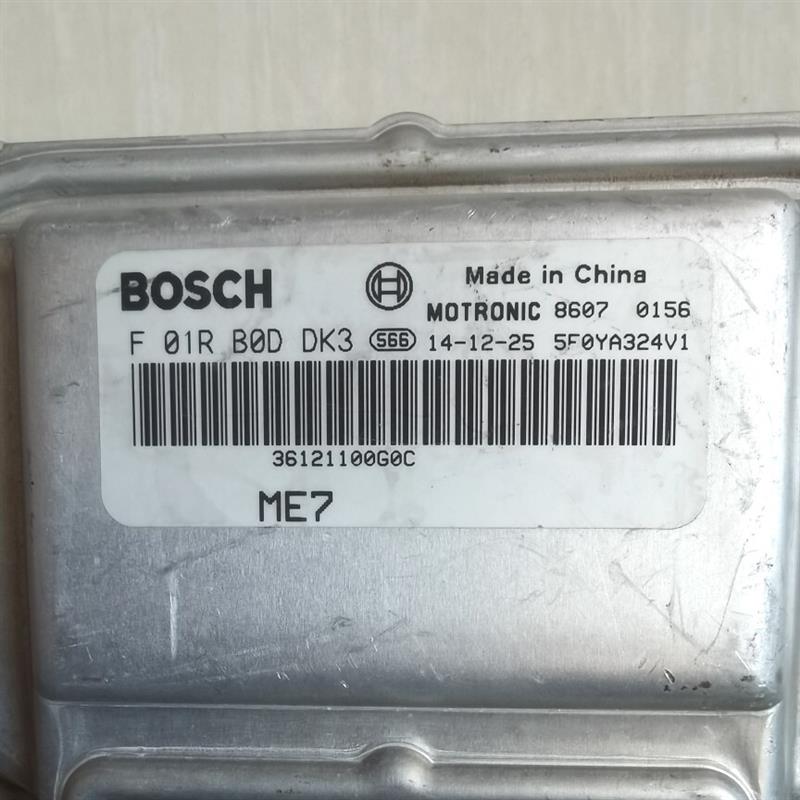 BOSCH Made in China
MOTRONIC 8607 0156
F 01R B0D DK3 S66 14-12-25 5F0YA324V1
36121100G0C
ME7